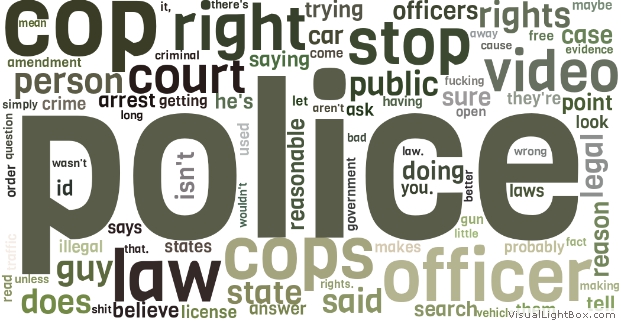 cop
mean
it,
there's
right
trying
officers
rights
maybe
away
free
case
car
stop
cause
evidence
criminal
saying
come
amendment
person
court
public
fucking
video
simply
crime
arrest
getting
he's
let
aren't
ask
having
sure
open
they're
point
long
look
question
order
police
wasn't
id
isn't
used
wouldn't
reasonable
bad
government
law.
doing
you.
better
wrong
laws
legal
gun
little
reason
says
that.
states
cops
makes
officer
probably
fact
making
traffic
read
illegal
unless
guy
law
state
said
rights.
search
vehicle
them
tell
does
shit
believe
license
answer
VisualLightBox.com